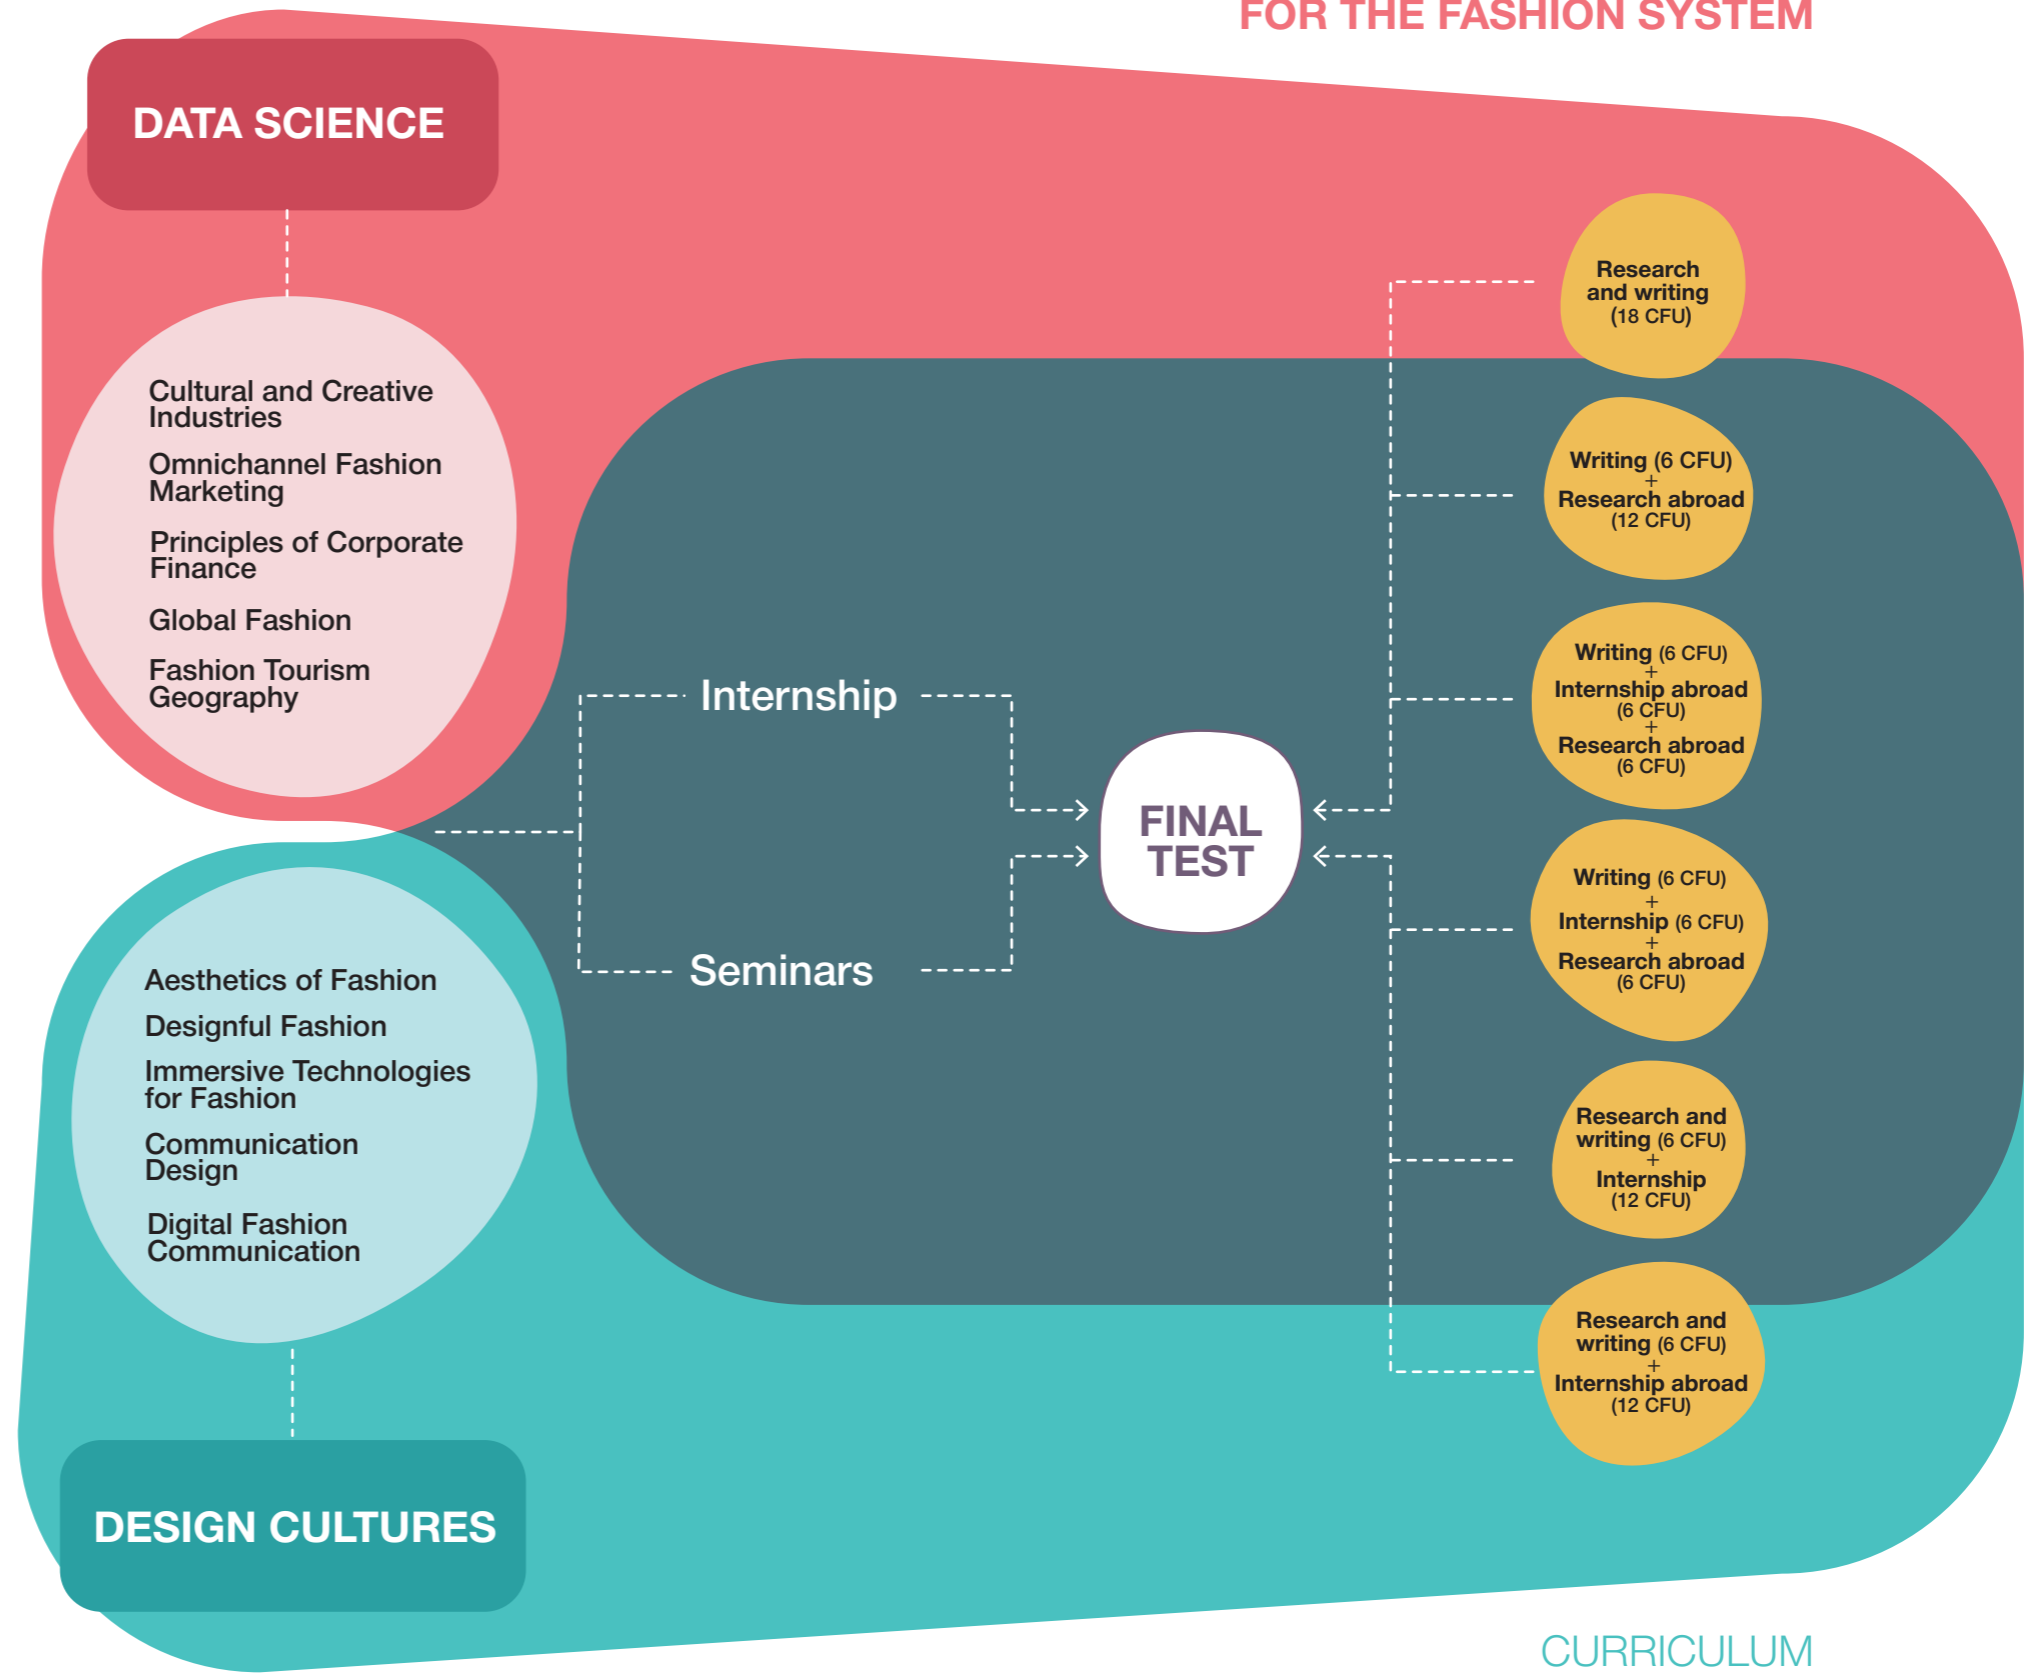 FOR THE FASHION SYSTEM
DATA SCIENCE
Cultural and Creative
Industries
Omnichannel Fashion
Marketing
Principles of Corporate
Finance
Global Fashion
Fashion Tourism
Geography
Aesthetics of Fashion
Designful Fashion
Immersive Technologies
for Fashion
Communication
Design
Digital Fashion
Communication
DESIGN CULTURES
Internship
Seminars
FINAL
TEST
Research
and writing
(18 CFU)
Writing (6 CFU)
+
Research abroad
(12 CFU)
Writing (6 CFU)
+
Internship abroad
(6 CFU)
+
Research abroad
(6 CFU)
Writing (6 CFU)
+
Internship (6 CFU)
+
Research abroad
(6 CFU)
Research and
writing (6 CFU)
+
Internship
(12 CFU)
Research and
writing (6 CFU)
+
Internship abroad
(12 CFU)
CURRICULUM